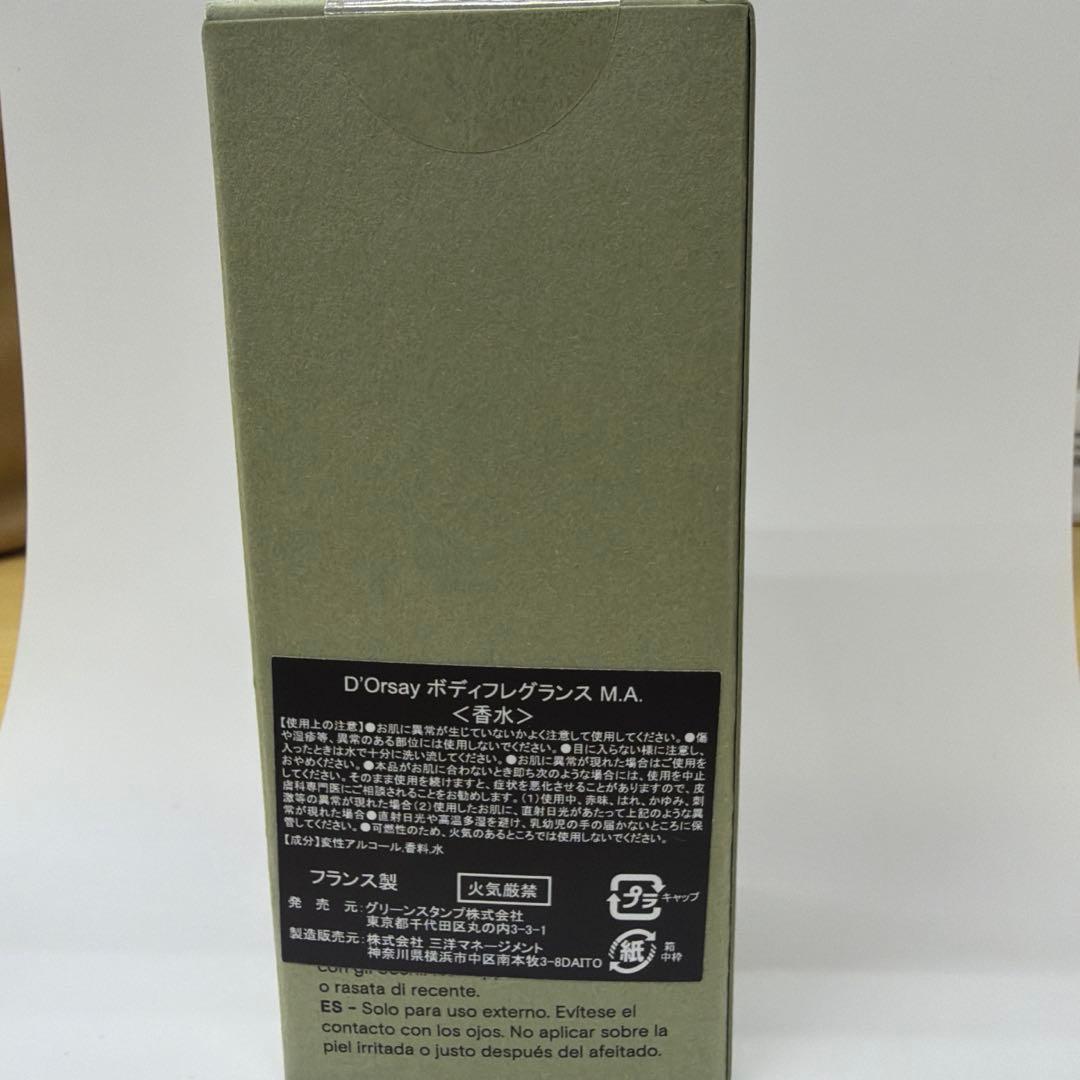 D'Orsay ボディフレグランス M.A.
＜香水＞
【使用上の注意】●お肌に異常が生じていないかよく注意して使用してください。●傷
や湿疹等、異常のある部位には使用しないでください。●目に入らない様に注意し、
入ったときは水で十分に洗い流してください。●お肌に異常が現れた場合はご使用を
おやめください。●本品がお肌に合わないとき即ち次のような場合には、使用を中止
してください。そのまま使用を続けますと、症状を悪化させることがありますので、皮
膚科専門医にご相談されることをお勧めします。(1)使用中、赤味、はれ、かゆみ、刺
激等の異常が現れた場合(2)使用したお肌に、直射日光があたって上記のような異
常が現れた場合●直射日光や高温多湿を避け、乳幼児の手の届かないところに保
管してください。●可燃性のため、火気のあるところでは使用しないでください。
【成分】変性アルコール,香料,水
フランス製
火気厳禁
プラ キャップ
発売元:グリーンスタンプ株式会社
東京都千代田区丸の内3-3-1
製造販売元:株式会社 三洋マネージメント
神奈川県横浜市中区南本牧3-8DAITO
紙 箱
中枠
con gli
o rasata di recente.
ES - Solo para uso externo. Evítese el
contacto con los ojos. No aplicar sobre la
piel irritada o justo después del afeitado.